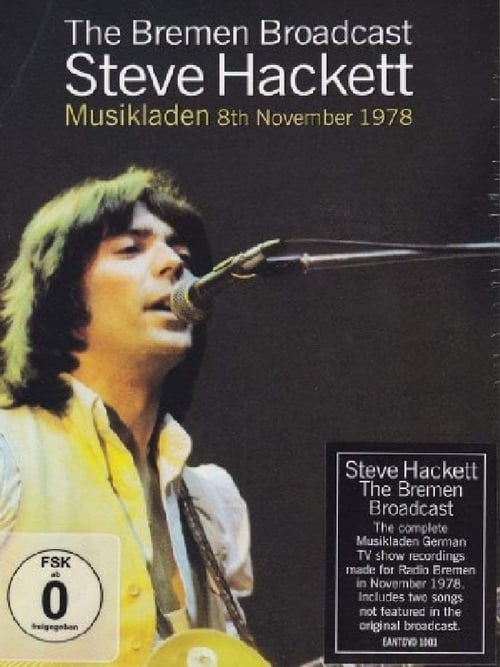 The Bremen Broadcast
Steve Hackett
Musikladen 8th November 1978
Steve Hackett
The Bremen
Broadcast
The complete
Musikladen German
TV show recordings
made for Radio Bremen
in November 1978.
Includes two songs
not featured in the
original broadcast.
EANTDVD 1001
FSK
ab
0
freigegeben